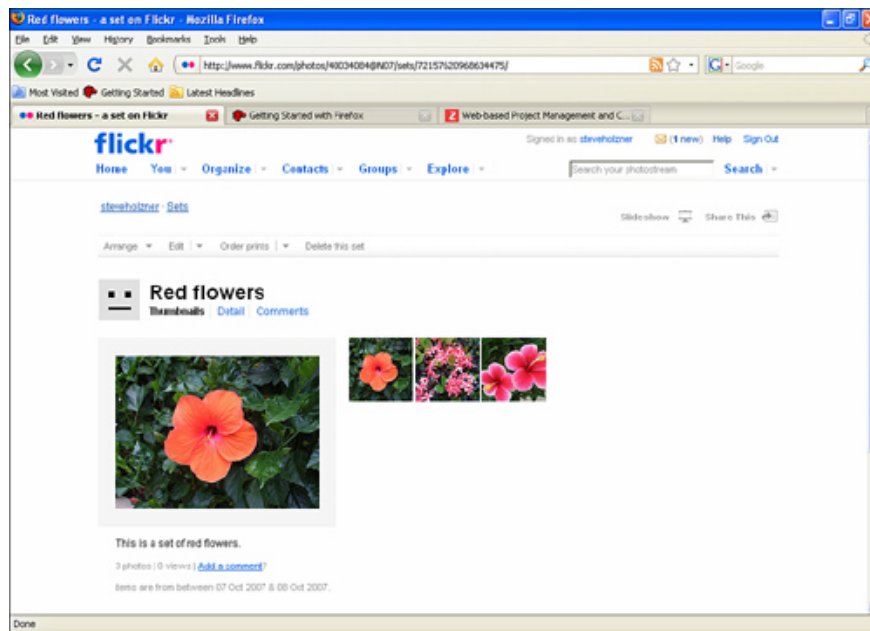 Red flowers - a set on Flickr - Mozilla Firefox
File Edit View History Bookmarks Tools Help
http://www.flickr.com/photos/40034084@N07/sets/72157620968634475/
Google
Most Visited Getting Started Latest Headlines
Red flowers - a set on Flickr
Getting Started with Firefox
Web-based Project Management and C...
flickr
Signed in as steveholzner (1 new) Help Sign Out
Home You Organize Contacts Groups Explore
Search your photostream Search
steveholzner · Sets
Slideshow Share This
Arrange Edit Order prints Delete this set
Red flowers
Thumbnails Detail Comments
This is a set of red flowers.
3 photos | 0 views | Add a comment?
items are from between 07 Oct 2007 & 08 Oct 2007.
Done